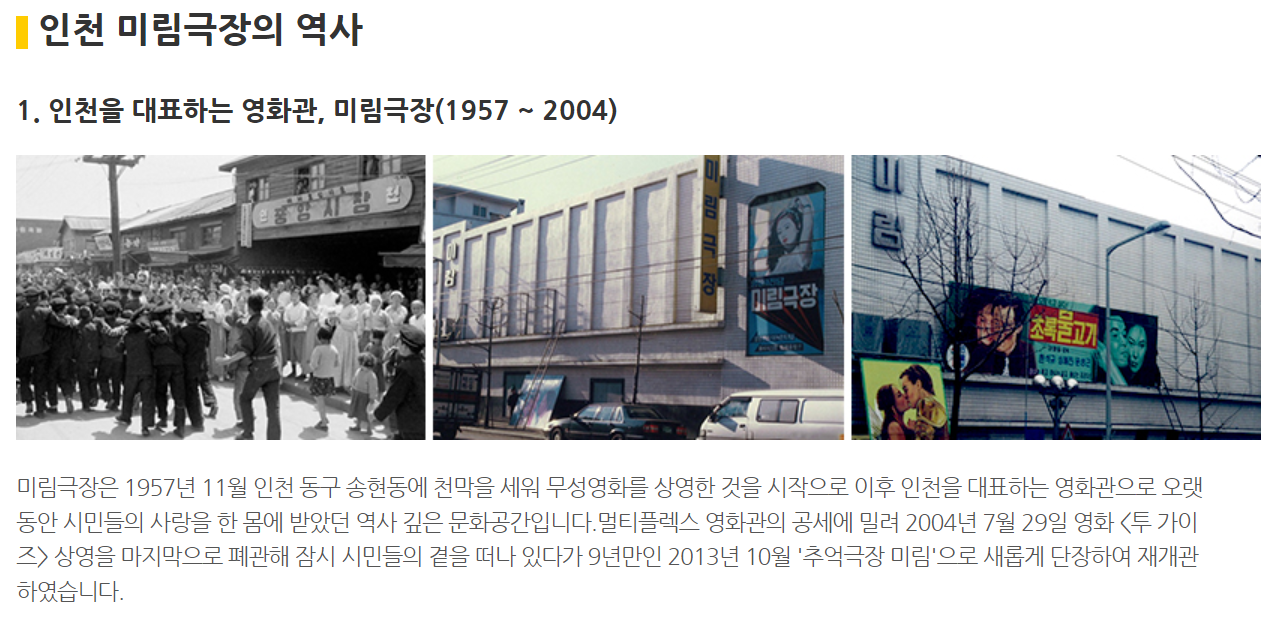 인천 미림극장의 역사
1. 인천을 대표하는 영화관, 미림극장(1957 ~ 2004)
중앙시장
미림
미림극장
미림극장
미림
초록물고기
미림극장은 1957년 11월 인천 동구 송현동에 천막을 세워 무성영화를 상영한 것을 시작으로 이후 인천을 대표하는 영화관으로 오랫
동안 시민들의 사랑을 한 몸에 받았던 역사 깊은 문화공간입니다.멀티플렉스 영화관의 공세에 밀려 2004년 7월 29일 영화 <투 가이
즈> 상영을 마지막으로 폐관해 잠시 시민들의 곁을 떠나 있다가 9년만인 2013년 10월 '추억극장 미림'으로 새롭게 단장하여 재개관
하였습니다.